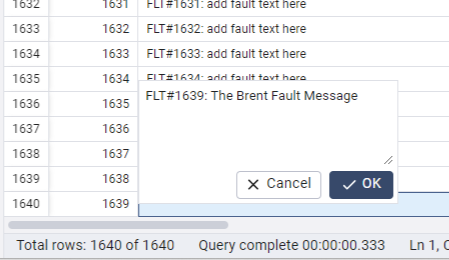 1632 1631 FLT#1631: add fault text here
1633 1632 FLT#1632: add fault text here
1634 1633 FLT#1633: add fault text here
1635 1634 FLT#1634: add fault text here
1636 1635 FLT#1639: The Brent Fault Message
1637 1636
1638 1637
1639 1638 Cancel OK
1640 1639
Total rows: 1640 of 1640 Query complete 00:00:00.333 Ln 1,